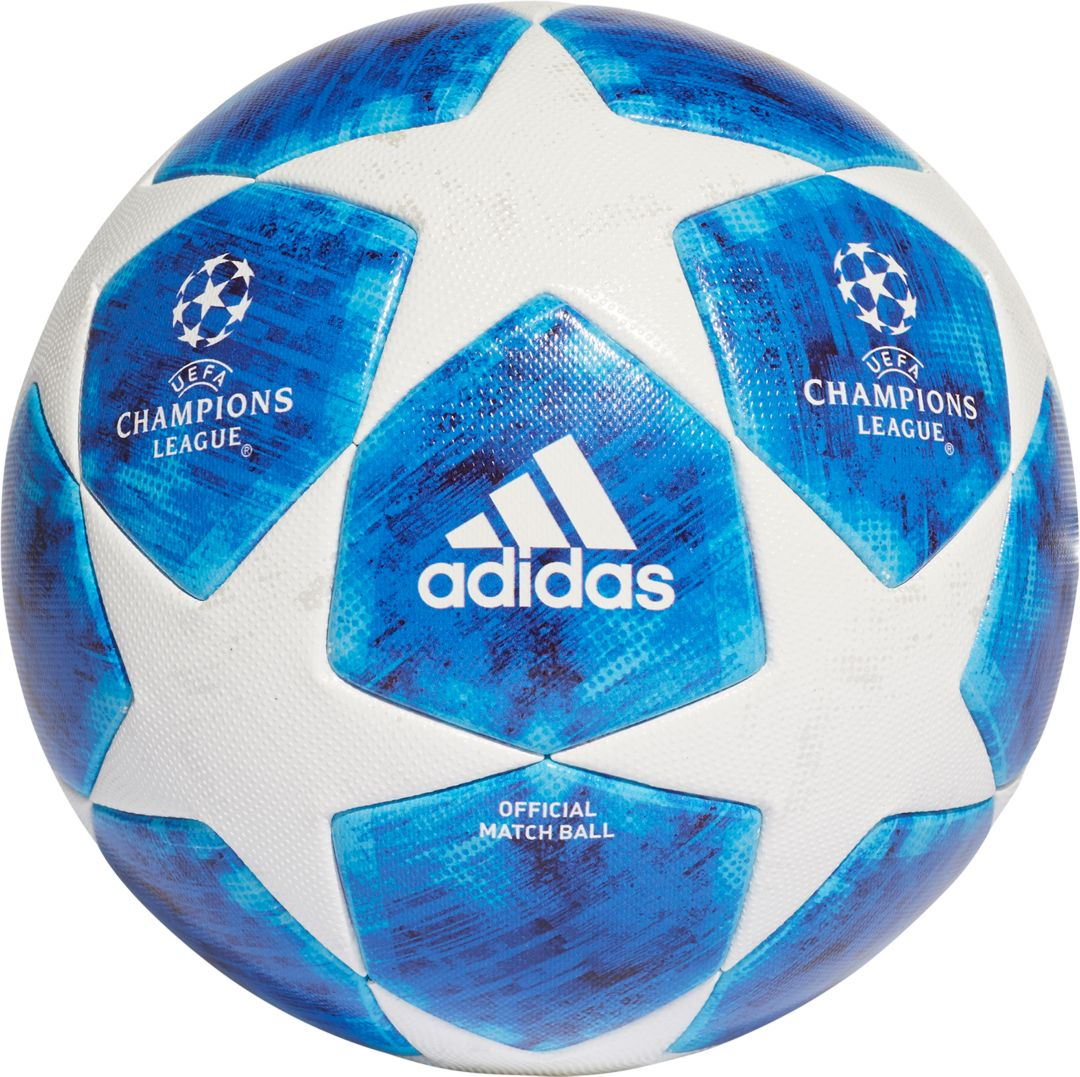 UEFA
CHAMPIONS
LEAGUE®
UEFA
CHAMPIONS
LEAGUE®
adidas
OFFICIAL
MATCH BALL